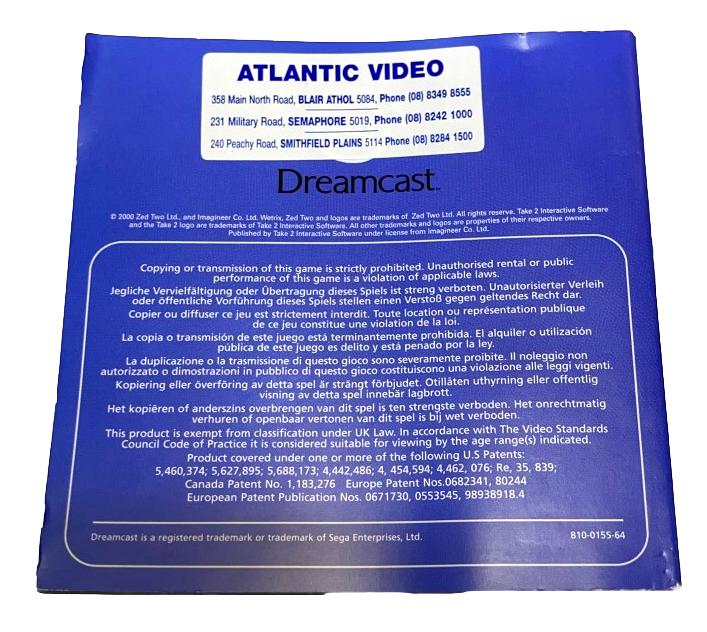 ATLANTIC VIDEO
358 Main North Road, BLAIR ATHOL 5084, Phone (08) 8349 8555
231 Military Road, SEMAPHORE 5019, Phone (08) 8242 1000
240 Peachy Road, SMITHFIELD PLAINS 5114 Phone (08) 8284 1500
Dreamcast™
© 2000 Zed Two Ltd., and Imagineer Co. Ltd. Wetrix, Zed Two and logos are trademarks of Zed Two Ltd. All rights reserve. Take 2 Interactive Software
and the Take 2 logo are trademarks of Take 2 Interactive Software. All other trademarks and logos are properties of their respective owners.
Published by Take 2 Interactive Software under license from Imagineer Co. Ltd.
Copying or transmission of this game is strictly prohibited. Unauthorised rental or public
performance of this game is a violation of applicable laws.
Jegliche Vervielfältigung oder Übertragung dieses Spiels ist streng verboten. Unautorisierter Verleih
oder öffentliche Vorführung dieses Spiels stellen einen Verstoß gegen geltendes Recht dar.
Copier ou diffuser ce jeu est strictement interdit. Toute location ou représentation publique
de ce jeu constitue une violation de la loi.
La copia o transmisión de este juego está terminantemente prohibida. El alquiler o utilización
pública de este juego es delito y está penado por la ley.
La duplicazione o la trasmissione di questo gioco sono severamente proibite. Il noleggio non
autorizzato o dimostrazioni in pubblico di questo gioco costituiscono una violazione alle leggi vigenti.
Kopiering eller överföring av detta spel är strängt förbjudet. Otillåten uthyrning eller offentlig
visning av detta spel innebär lagbrott.
Het kopiëren of anderszins overbrengen van dit spel is ten strengste verboden. Het onrechtmatig
verhuren of openbaar vertonen van dit spel is bij wet verboden.
This product is exempt from classification under UK Law. In accordance with The Video Standards
Council Code of Practice it is considered suitable for viewing by the age range(s) indicated.
Product covered under one or more of the following U.S Patents:
5,460,374; 5,627,895; 5,688,173; 4,442,486; 4, 454,594; 4,462, 076; Re, 35, 839;
Canada Patent No. 1,183,276 Europe Patent Nos.0682341, 80244
European Patent Publication Nos. 0671730, 0553545, 98938918.4
Dreamcast is a registered trademark or trademark of Sega Enterprises, Ltd. 810-0155-64